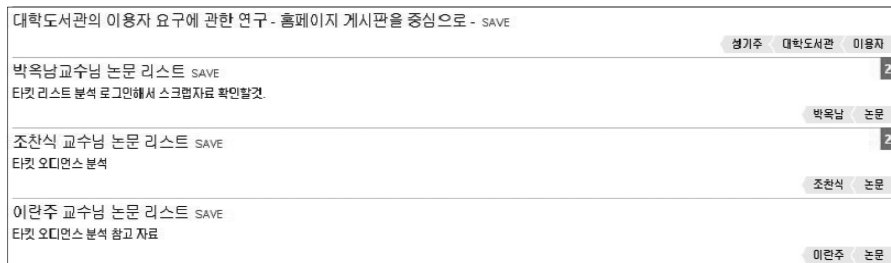 대학도서관의 이용자 요구에 관한 연구 - 홈페이지 게시판을 중심으로 - SAVE
성기주 대학도서관 이용자
박옥남교수님 논문 리스트 SAVE 2
타킷 리스트 분석 로그인해서 스크랩자료 확인할것.
박옥남 논문
조찬식 교수님 논문 리스트 SAVE 2
타킷 오디언스 분석
조찬식 논문
이란주 교수님 논문 리스트 SAVE
타킷 오디언스 분석 참고 자료
이란주 논문